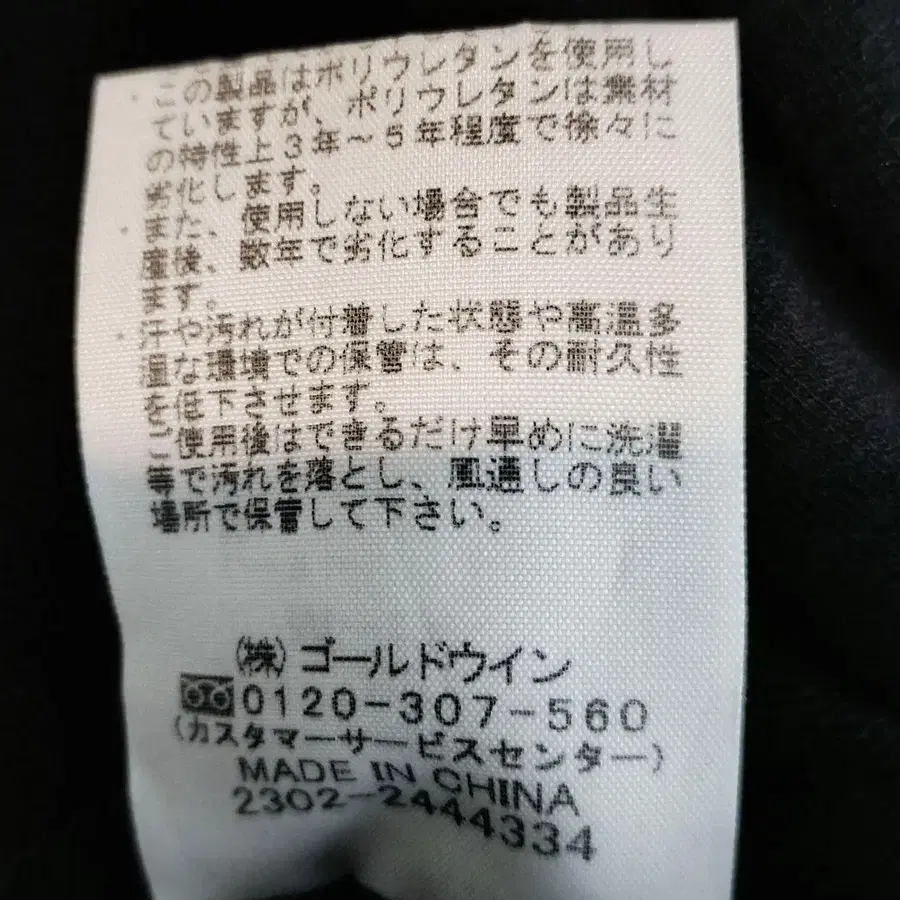 この製品はポリウレタンを使用し
ていますが、ポリウレタンは素材
の特性上3年～5年程度で徐々に
劣化します。
また、使用しない場合でも製品生
産後、数年で劣化することがあり
ます。
汗や汚れが付着した状態や高温多
湿な環境での保管は、その耐久性
を低下させます。
ご使用後はできるだけ早めに洗濯
等で汚れを落とし、風通しの良い
場所で保管して下さい。
(株)ゴールドウイン
0120-307-560
(カスタマーサービスセンター)
MADE IN CHINA
2302-2444334